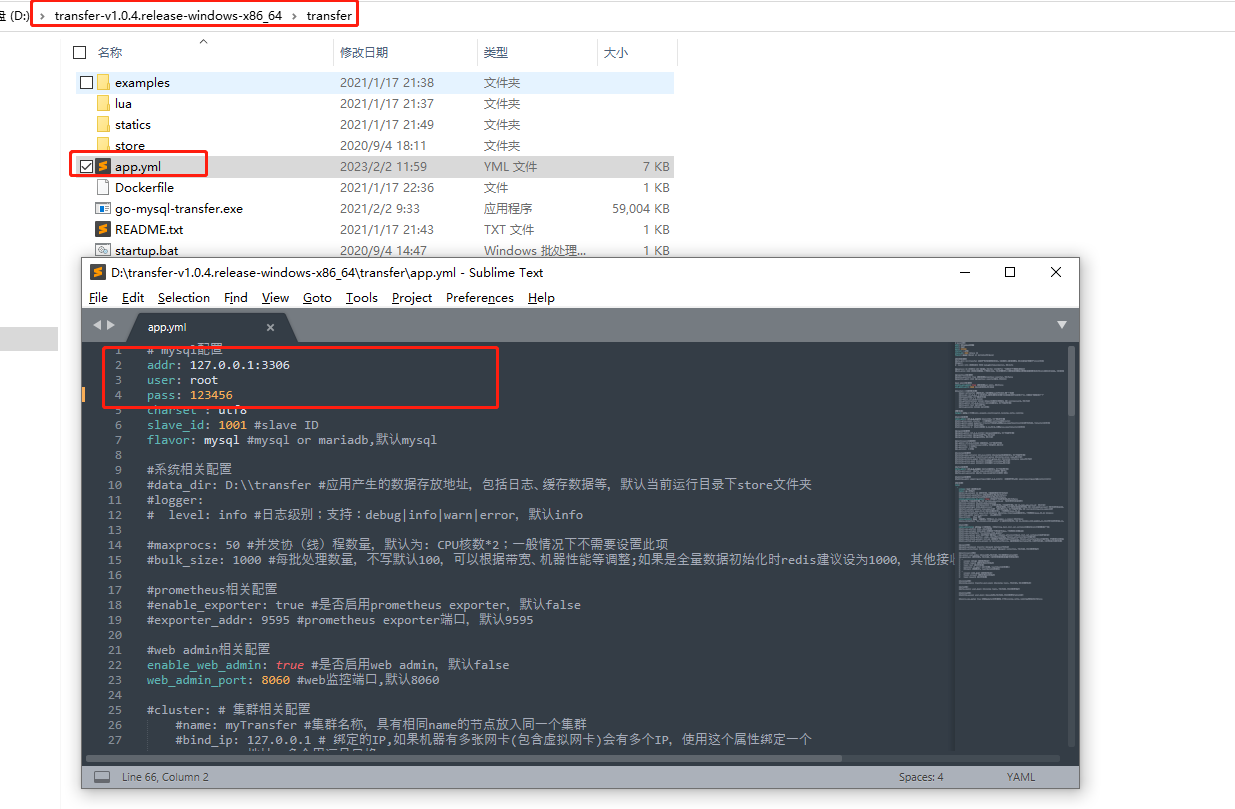 盘 (D:) › transfer-v1.0.4.release-windows-x86_64 › transfer
名称 修改日期 类型 大小
examples 2021/1/17 21:38 文件夹
lua 2021/1/17 21:37 文件夹
statics 2021/1/17 21:49 文件夹
store 2020/9/4 18:11 文件夹
app.yml 2023/2/2 11:59 YML 文件 7 KB
Dockerfile 2021/1/17 22:36 文件 1 KB
go-mysql-transfer.exe 2021/2/2 9:33 应用程序 59,004 KB
README.txt 2021/1/17 21:43 TXT 文件 1 KB
startup.bat 2020/9/4 14:47 Windows 批处理... 1 KB
D:\transfer-v1.0.4.release-windows-x86_64\transfer\app.yml - Sublime Text
File Edit Selection Find View Goto Tools Project Preferences Help
app.yml
1 # mysql配置
2 addr: 127.0.0.1:3306
3 user: root
4 pass: 123456
5 charset : utf8
6 slave_id: 1001 #slave ID
7 flavor: mysql #mysql or mariadb,默认mysql
8
9 #系统相关配置
10 #data_dir: D:\\transfer #应用产生的数据存放地址，包括日志、缓存数据等，默认当前运行目录下store文件夹
11 #logger:
12 #  level: info #日志级别；支持：debug|info|warn|error，默认info
13
14 #maxprocs: 50 #并发协（线）程数量，默认为: CPU核数*2；一般情况下不需要设置此项
15 #bulk_size: 1000 #每批处理数量，不写默认100，可以根据带宽、机器性能等调整;如果是全量数据初始化时redis建议设为1000，其他接收
16
17 #prometheus相关配置
18 #enable_exporter: true #是否启用prometheus exporter，默认false
19 #exporter_addr: 9595 #prometheus exporter端口，默认9595
20
21 #web admin相关配置
22 enable_web_admin: true #是否启用web admin，默认false
23 web_admin_port: 8060 #web监控端口,默认8060
24
25 #cluster: # 集群相关配置
26 #name: myTransfer #集群名称，具有相同name的节点放入同一个集群
27 #bind_ip: 127.0.0.1 # 绑定的IP,如果机器有多张网卡(包含虚拟网卡)会有多个IP，使用这个属性绑定一个
Line 66, Column 2 Spaces: 4 YAML